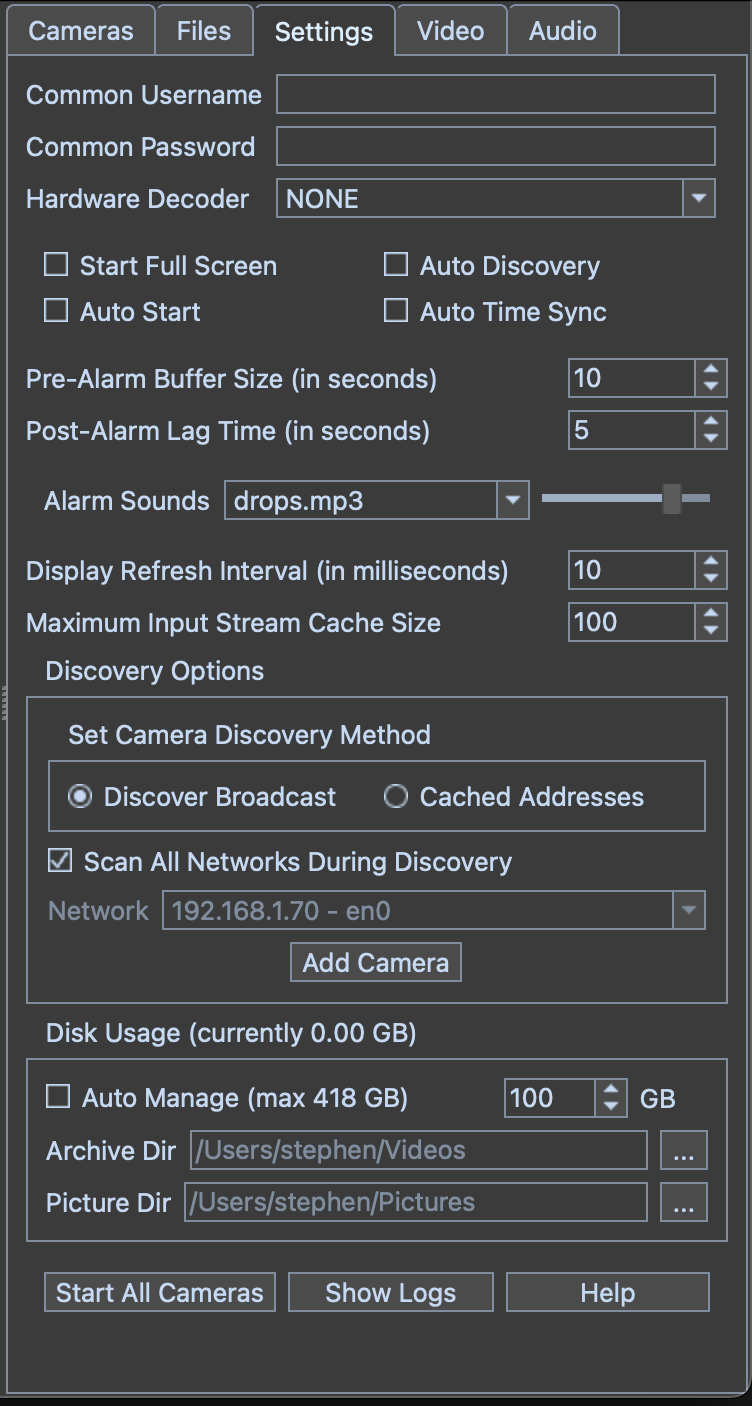 Cameras Files Settings Video Audio
Common Username
Common Password
Hardware Decoder NONE
Start Full Screen Auto Discovery
Auto Start Auto Time Sync
Pre-Alarm Buffer Size (in seconds) 10
Post-Alarm Lag Time (in seconds) 5
Alarm Sounds drops.mp3
Display Refresh Interval (in milliseconds) 10
Maximum Input Stream Cache Size 100
Discovery Options
Set Camera Discovery Method
Discover Broadcast Cached Addresses
Scan All Networks During Discovery
Network 192.168.1.70 - en0
Add Camera
Disk Usage (currently 0.00 GB)
Auto Manage (max 418 GB) 100 GB
Archive Dir /Users/stephen/Videos ...
Picture Dir /Users/stephen/Pictures ...
Start All Cameras Show Logs Help